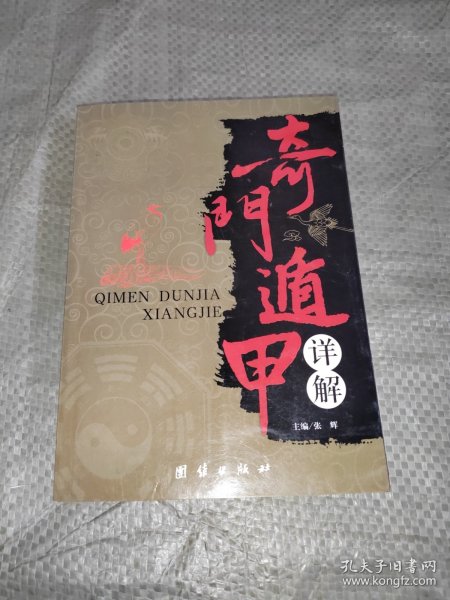 奇門遁甲
详解
QIMEN DUNJIA
XIANGJIE
主编/张 辉
团结出版社
孔夫子旧书网
www.kongfz.com